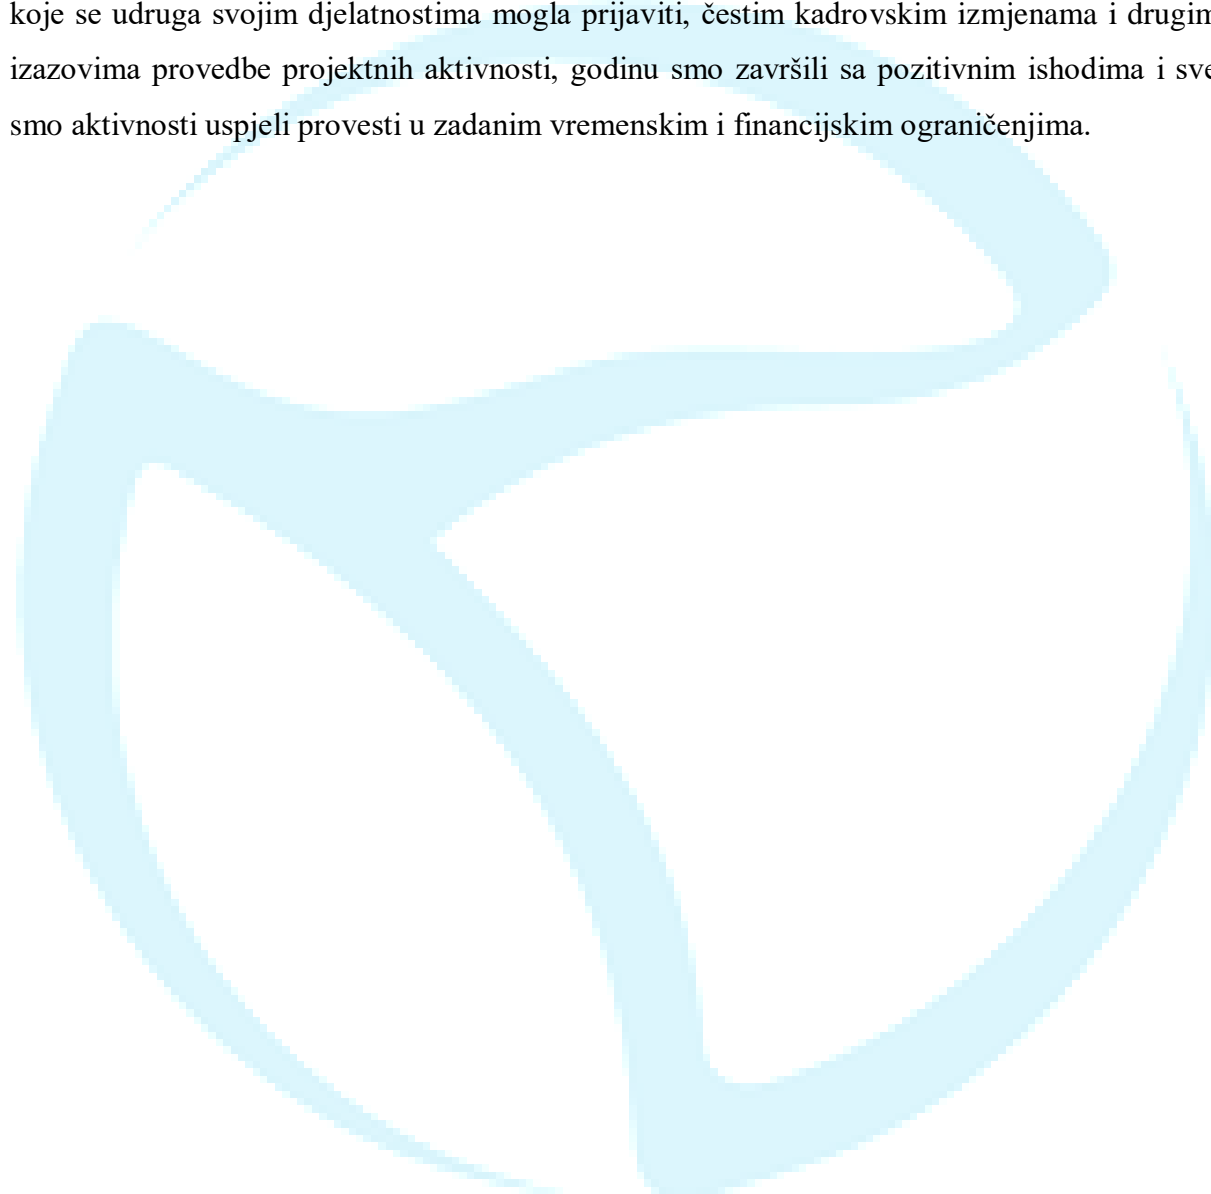 koje se udruga svojim djelatnostima mogla prijaviti, čestim kadrovskim izmjenama i drugim
izazovima provedbe projektnih aktivnosti, godinu smo završili sa pozitivnim ishodima i sve
smo aktivnosti uspjeli provesti u zadanim vremenskim i financijskim ograničenjima.